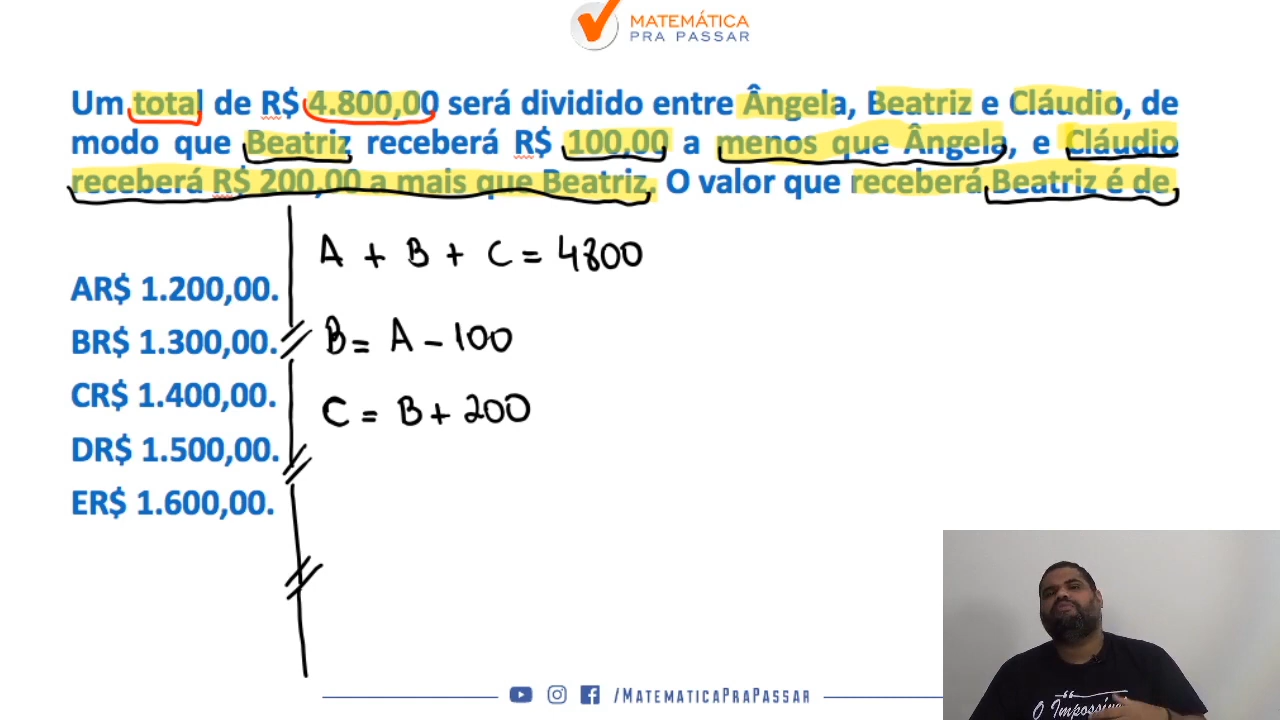 MATEMÁTICA
PRA PASSAR
Um total de R$ 4.800,00 será dividido entre Ângela, Beatriz e Cláudio, de
modo que Beatriz receberá R$ 100,00 a menos que Ângela, e Cláudio
receberá R$ 200,00 a mais que Beatriz. O valor que receberá Beatriz é de
A + B + C = 4800
AR$ 1.200,00.
BR$ 1.300,00.
B = A - 100
CR$ 1.400,00.
C = B + 200
DR$ 1.500,00.
ER$ 1.600,00.
/MATEMATICAPRAPASSAR
O Impossíve